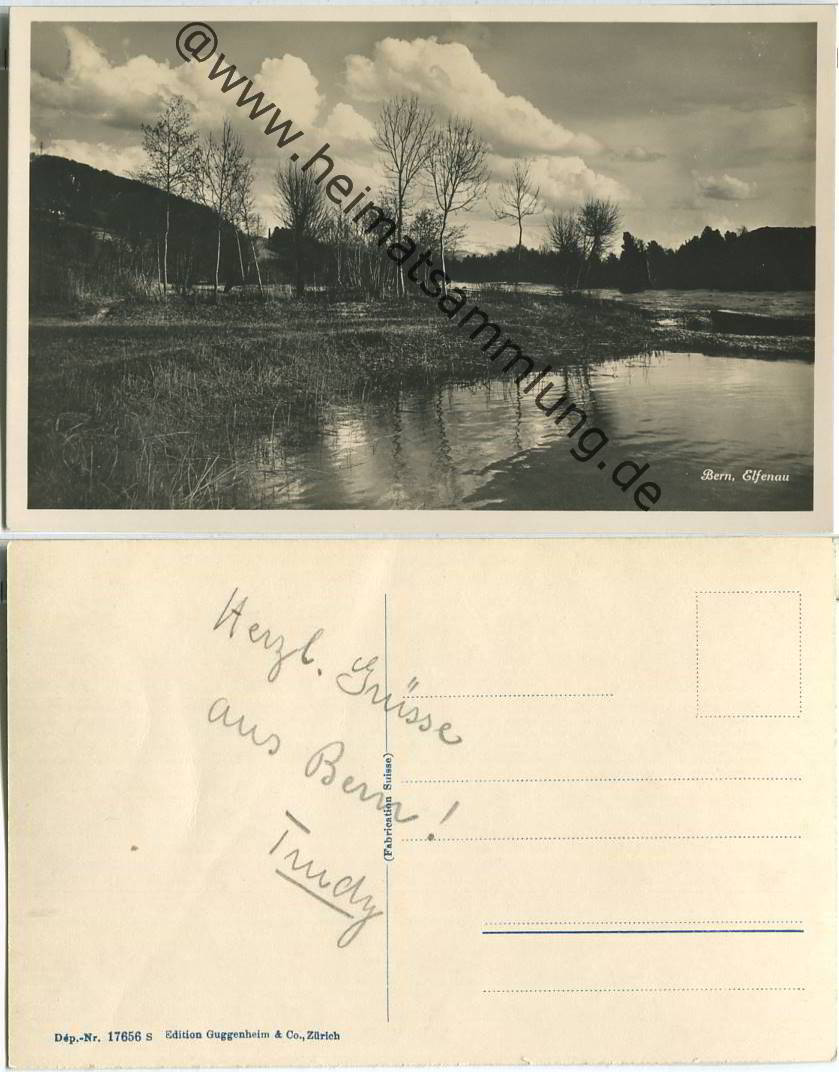 @www.heimatsammlung.de
Bern, Elfenau
Herzl. Grüsse
aus Bern!
Trudy
(Fabrication Suisse)
Dép.-Nr. 17656 S Edition Guggenheim & Co., Zürich